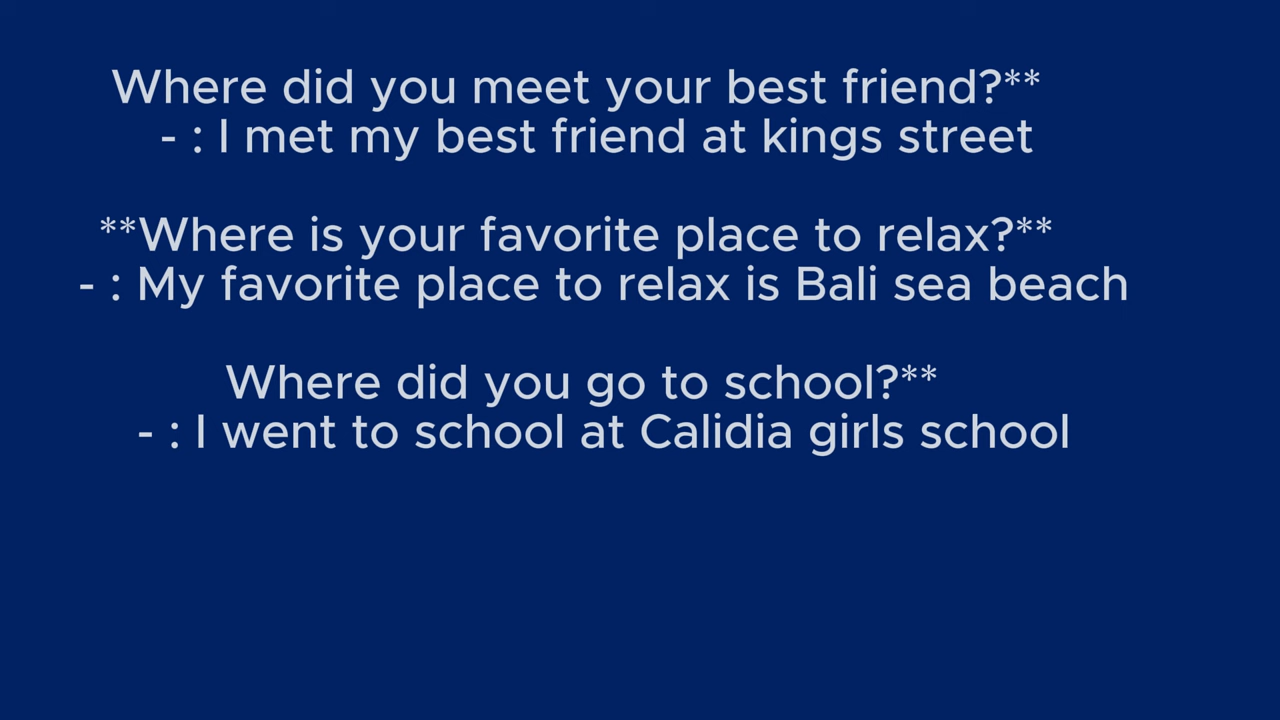 Where did you meet your best friend?**
- : I met my best friend at kings street
**Where is your favorite place to relax?**
- : My favorite place to relax is Bali sea beach
Where did you go to school?**
- : I went to school at Calidia girls school